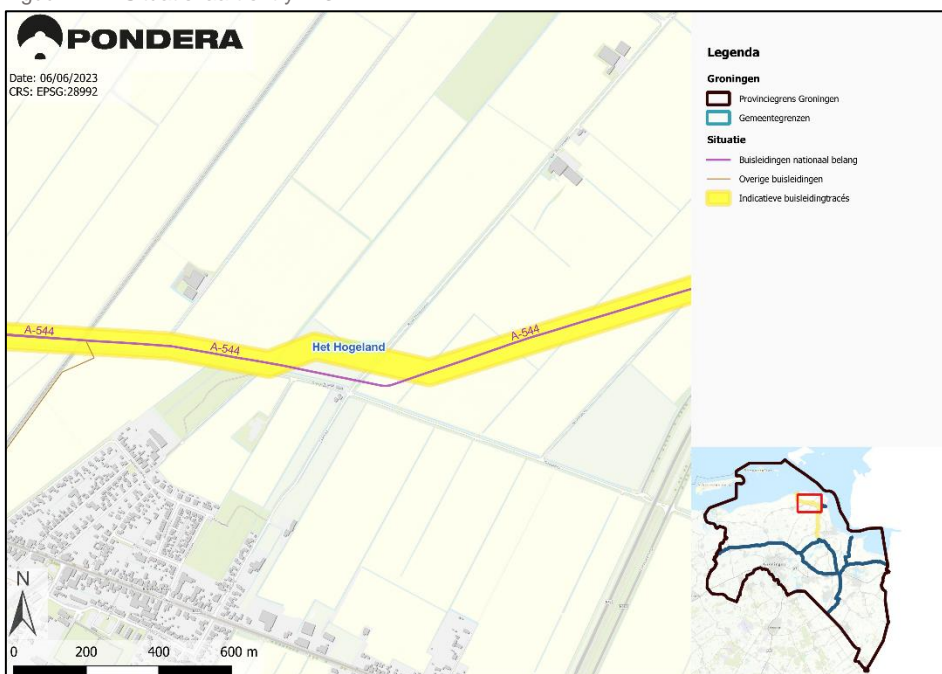 PONDERA
Date: 06/06/2023
CRS: EPSG:28992
A-544
A-544
Het Hogeland
A-544
N
0 200 400 600 m
Legenda
Groningen
Provinciegrens Groningen
Gemeentegrenzen
Situatie
Buisleidingen nationaal belang
Overige buisleidingen
Indicatieve buisleidingtracés